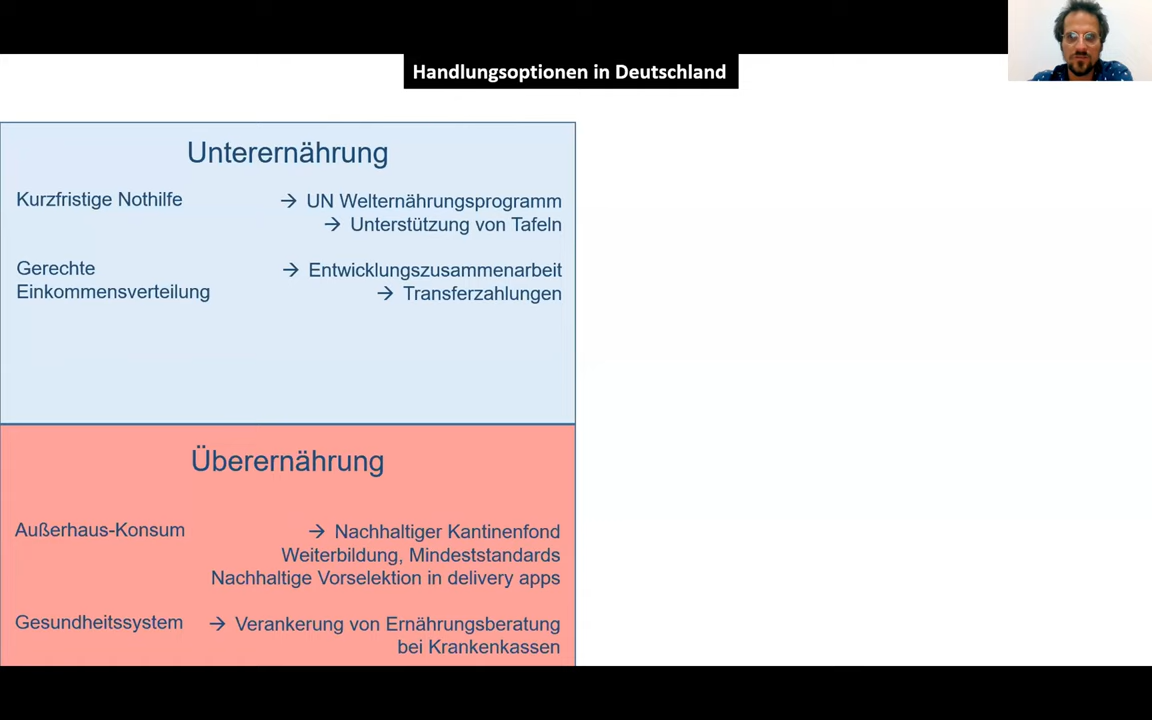 Handlungsoptionen in Deutschland
Unterernährung
Kurzfristige Nothilfe → UN Welternährungsprogramm
→ Unterstützung von Tafeln
Gerechte → Entwicklungszusammenarbeit
Einkommensverteilung → Transferzahlungen
Überernährung
Außerhaus-Konsum → Nachhaltiger Kantinenfond
Weiterbildung, Mindeststandards
Nachhaltige Vorselektion in delivery apps
Gesundheitssystem → Verankerung von Ernährungsberatung
bei Krankenkassen